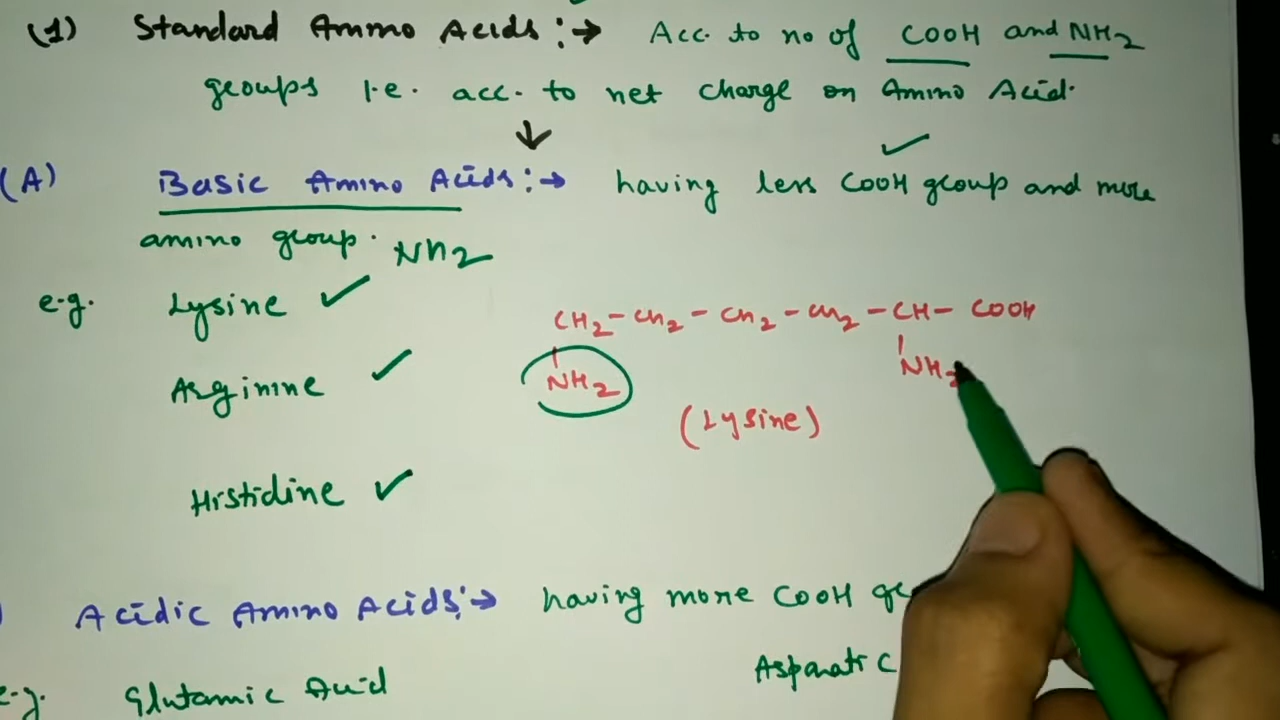 (1) Standard Amino Acids :→ Acc. to no of COOH and NH2
groups i.e. acc. to net charge on Amino Acid.
(A) Basic Amino Acids :→ having less COOH group and more
amino group. NH2
e.g. Lysine
CH2 - CH2 - CH2 - CH2 - CH - COOH
NH2 NH2
Arginine
(Lysine)
Histidine
Acidic Amino Acids :→ having more COOH
Glutamic Acid